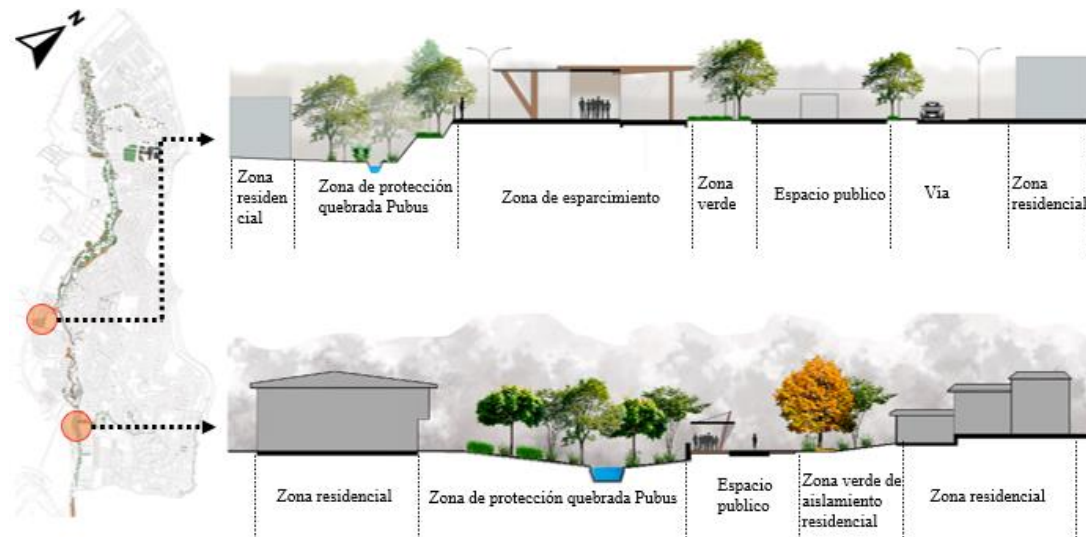 N
Zona
residen
cial
Zona de protección
quebrada Pubus
Zona de esparcimiento
Zona
verde
Espacio publico
Vía
Zona
residencial
Zona residencial
Zona de protección quebrada Pubus
Espacio
publico
Zona verde de
aislamiento
residencial
Zona residencial